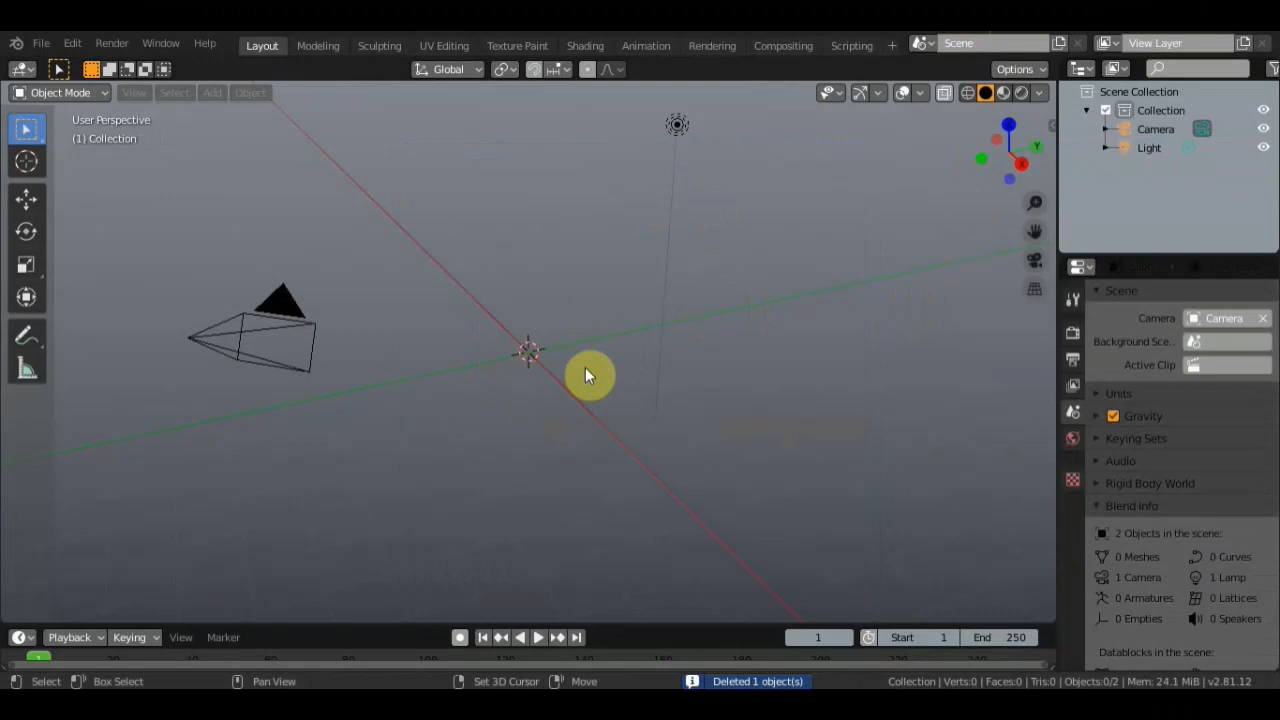 File Edit Render Window Help Layout Modeling Sculpting UV Editing Texture Paint Shading Animation Rendering Compositing Scripting + Scene View Layer
Global Options
Object Mode View Select Add Object
User Perspective
(1) Collection
Y
X
Scene Collection
Collection
Camera
Light
Scene
Camera Camera
Background Sce..
Active Clip
Units
Gravity
Keying Sets
Audio
Rigid Body World
Blend Info
2 Objects in the scene:
0 Meshes 0 Curves
1 Camera 1 Lamp
0 Armatures 0 Lattices
0 Empties 0 Speakers
Datablocks in the scene:
Playback Keying View Marker 1 Start 1 End 250
Select Box Select Pan View Set 3D Cursor Move Deleted 1 object(s) Collection | Verts:0 | Faces:0 | Tris:0 | Objects:0/2 | Mem: 24.1 MiB | v2.81.12